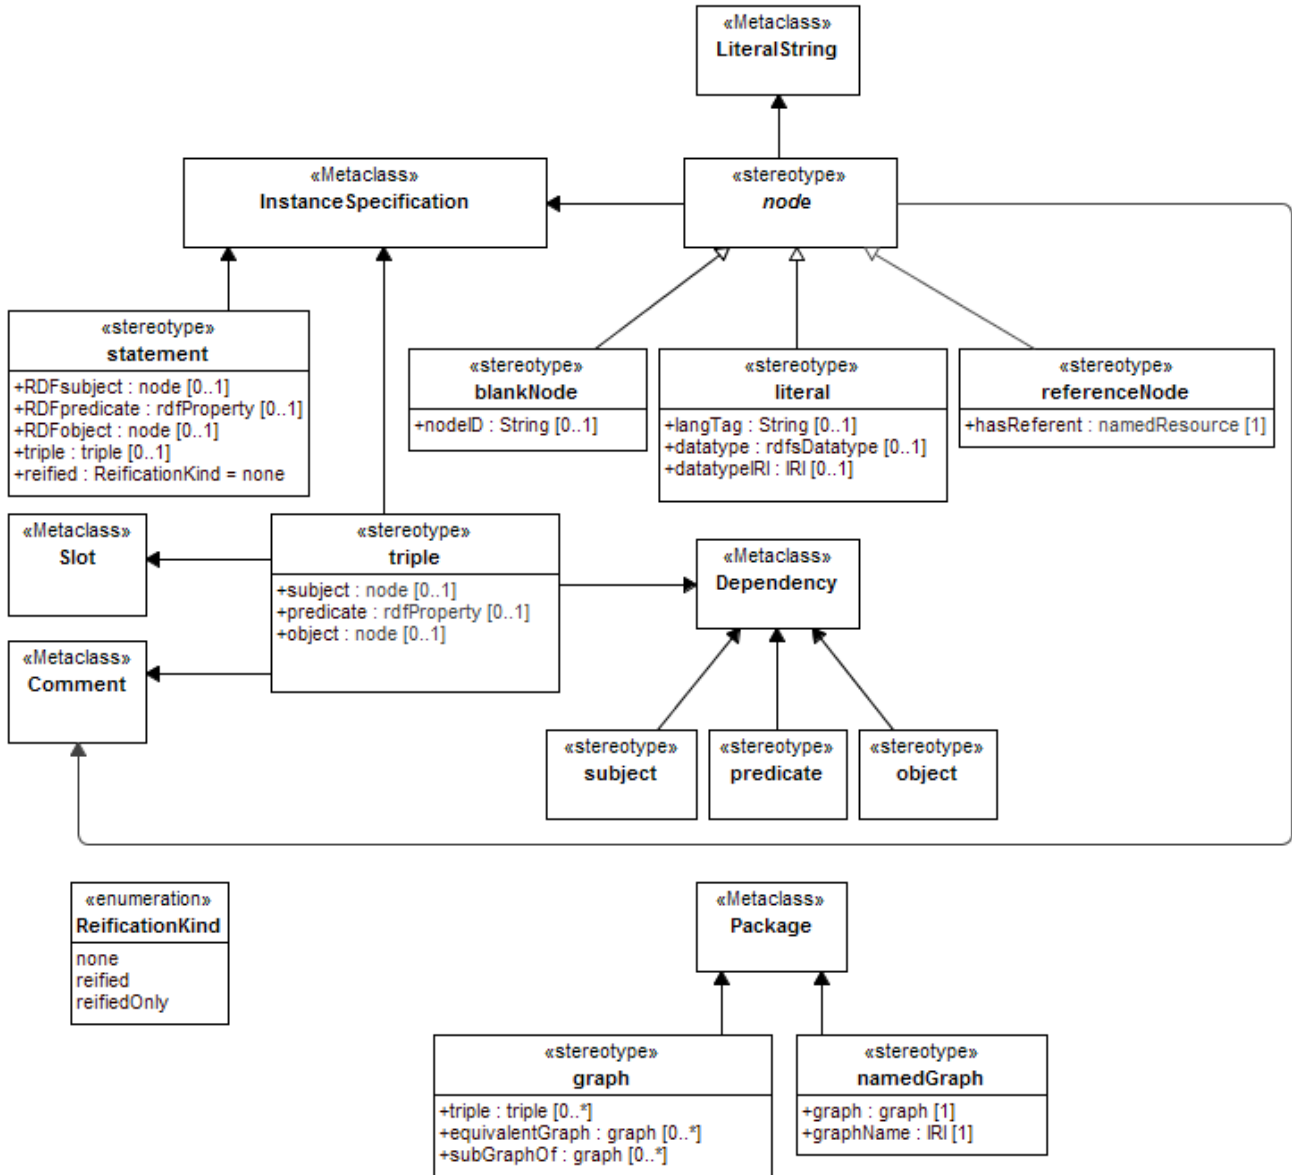 «Metaclass»
LiteralString
«Metaclass»
InstanceSpecification
«stereotype»
node
«stereotype»
statement
+RDFsubject : node [0..1]
+RDFpredicate : rdfProperty [0..1]
+RDFobject : node [0..1]
+triple : triple [0..1]
+reified : ReificationKind = none
«stereotype»
blankNode
+nodeID : String [0..1]
«stereotype»
literal
+langTag : String [0..1]
+datatype : rdfsDatatype [0..1]
+datatypeIRI : IRI [0..1]
«stereotype»
referenceNode
+hasReferent : namedResource [1]
«Metaclass»
Slot
«stereotype»
triple
+subject : node [0..1]
+predicate : rdfProperty [0..1]
+object : node [0..1]
«Metaclass»
Dependency
«Metaclass»
Comment
«stereotype»
subject
«stereotype»
predicate
«stereotype»
object
«enumeration»
ReificationKind
none
reified
reifiedOnly
«Metaclass»
Package
«stereotype»
graph
+triple : triple [0..*]
+equivalentGraph : graph [0..*]
+subGraphOf : graph [0..*]
«stereotype»
namedGraph
+graph : graph [1]
+graphName : IRI [1]